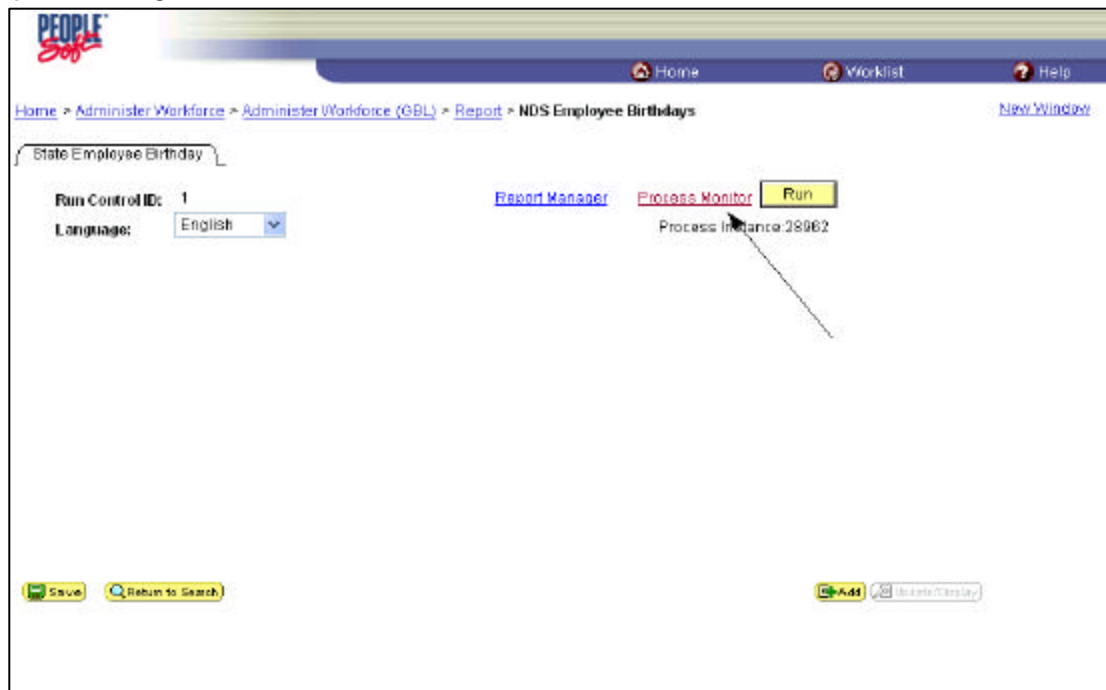 PEOPLE
Soft
Home Worklist Help
Home > Administer Workforce > Administer Workforce (GBL) > Report > NDS Employee Birthdays New Window
State Employee Birthday
Run Control ID: 1 Report Manager Process Monitor Run
Language: English Process Instance:28962
Save Return to Search Add Update/Display